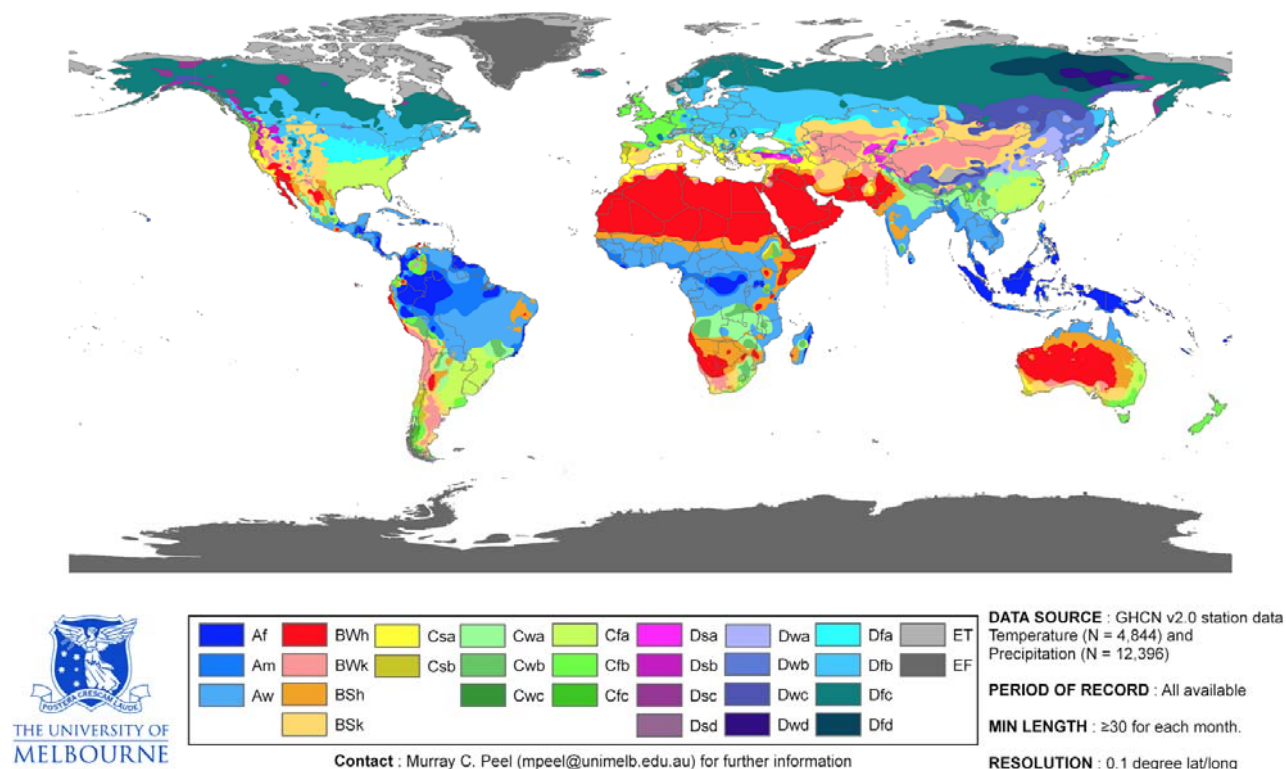 Af
Am
Aw
BWh
BWk
BSh
BSk
Csa
Csb
Cwa
Cwb
Cwc
Cfa
Cfb
Cfc
Dsa
Dsb
Dsc
Dsd
Dwa
Dwb
Dwc
Dwd
Dfa
Dfb
Dfc
Dfd
ET
EF
POSTERA CRESCAM LAUDE
THE UNIVERSITY OF
MELBOURNE
Contact : Murray C. Peel (mpeel@unimelb.edu.au) for further information
DATA SOURCE : GHCN v2.0 station data
Temperature (N = 4,844) and
Precipitation (N = 12,396)
PERIOD OF RECORD : All available
MIN LENGTH : ≥30 for each month.
RESOLUTION : 0.1 degree lat/long